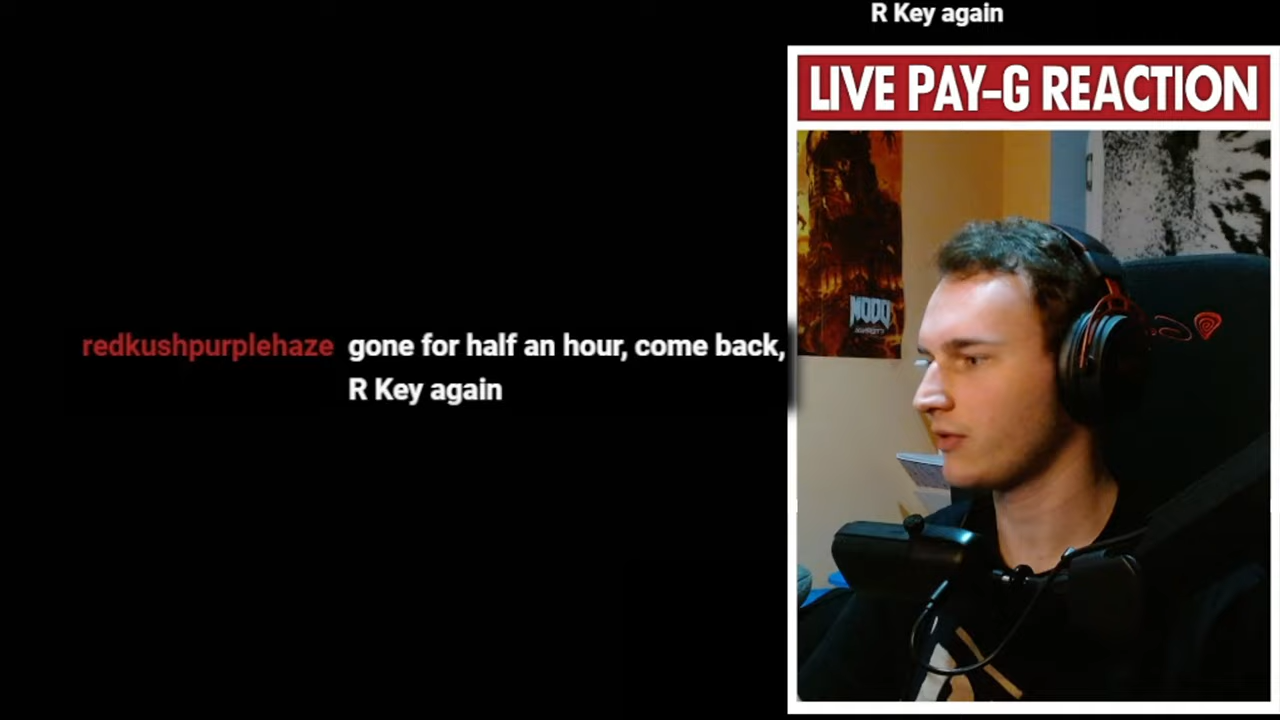 R Key again
LIVE PAY-G REACTION
redkushpurplehaze gone for half an hour, come back,
R Key again